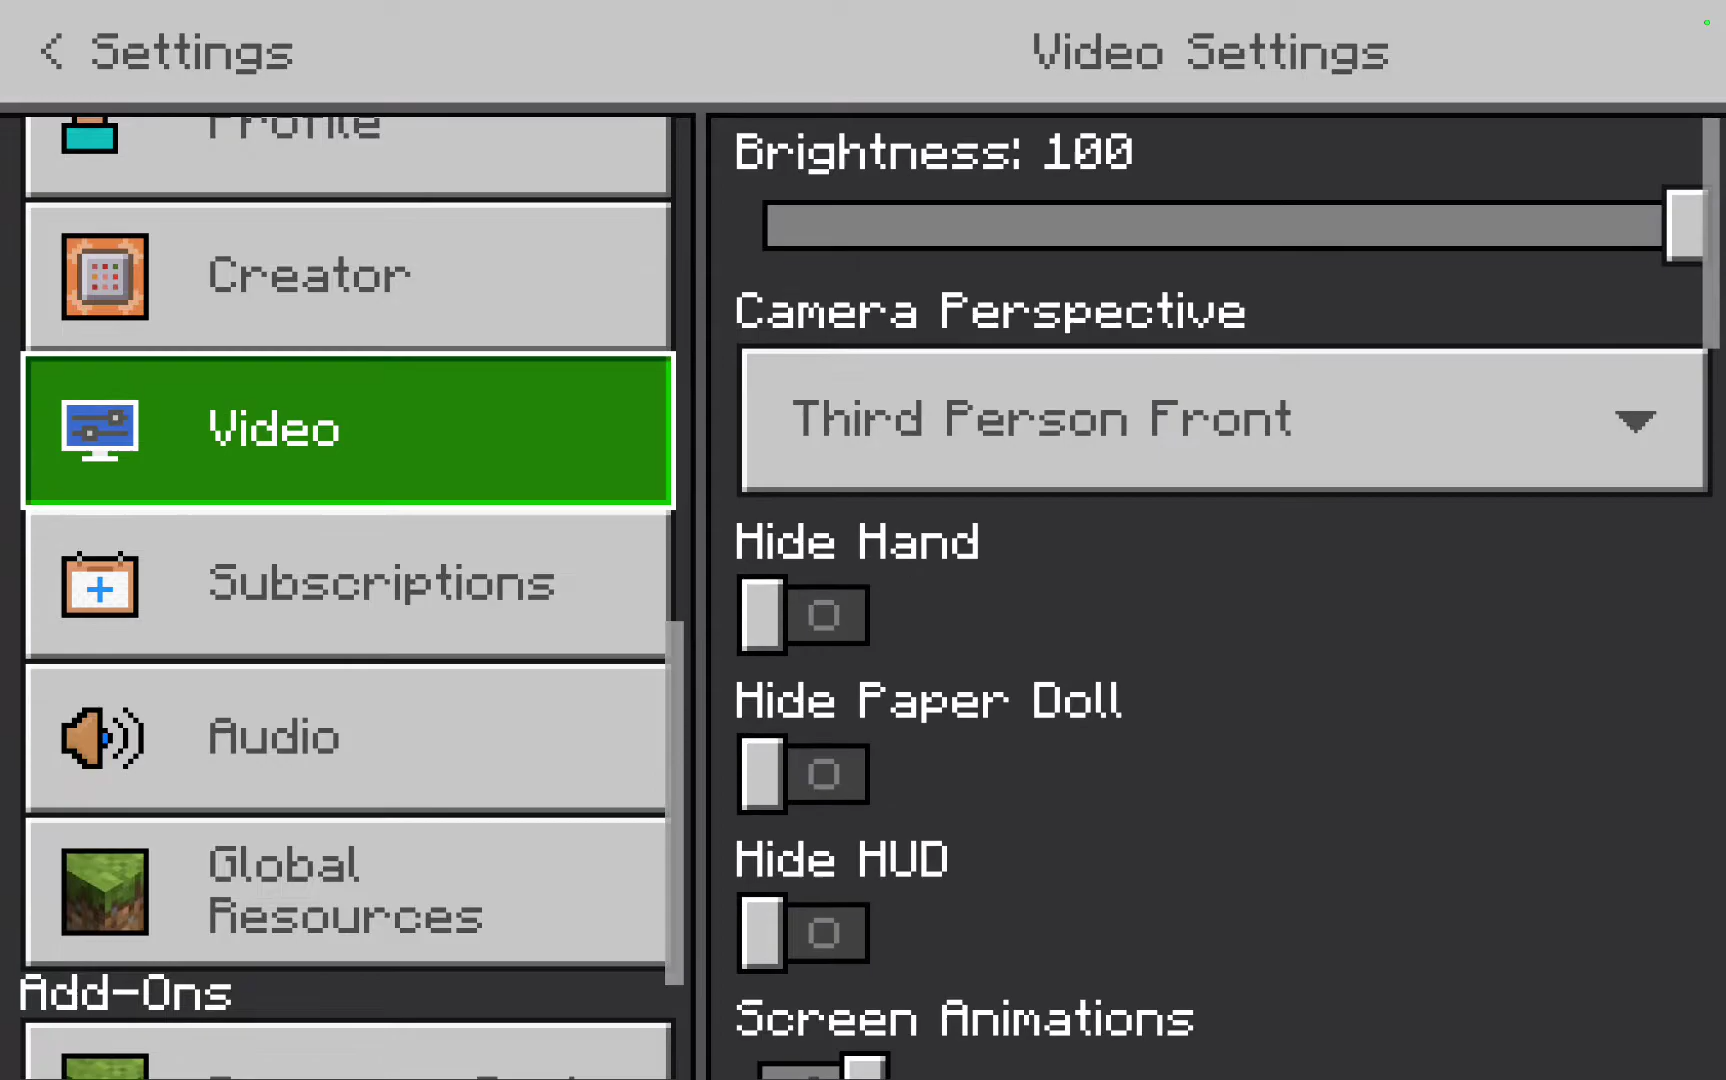 < Settings
Video Settings
Profile
Creator
Video
Subscriptions
Audio
Global
Resources
Add-Ons
Brightness: 100
Camera Perspective
Third Person Front
Hide Hand
Hide Paper Doll
Hide HUD
Screen Animations